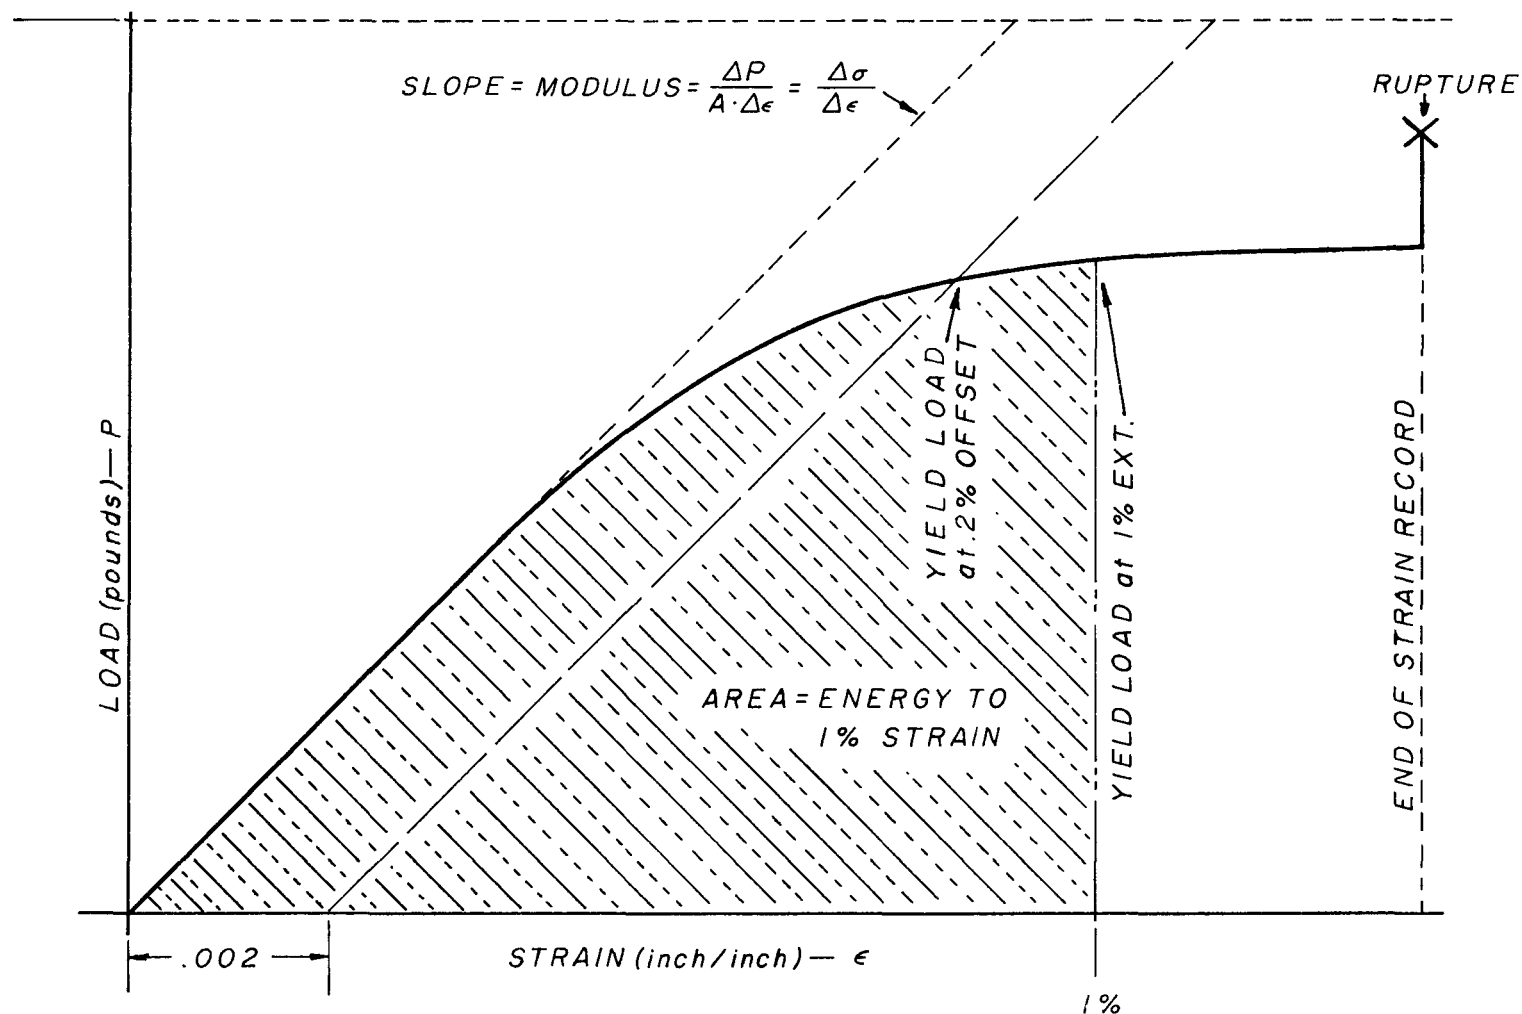 SLOPE = MODULUS = ΔP / A·Δϵ = Δσ / Δϵ
RUPTURE
LOAD (pounds)— P
YIELD LOAD
at .2% OFFSET
YIELD LOAD at 1% EXT.
END OF STRAIN RECORD
AREA = ENERGY TO
1% STRAIN
.002
STRAIN (inch/inch)— ϵ
1%